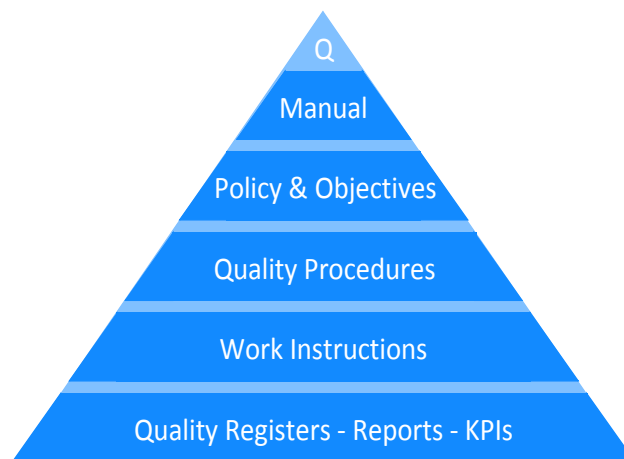 Q
Manual
Policy & Objectives
Quality Procedures
Work Instructions
Quality Registers - Reports - KPIs